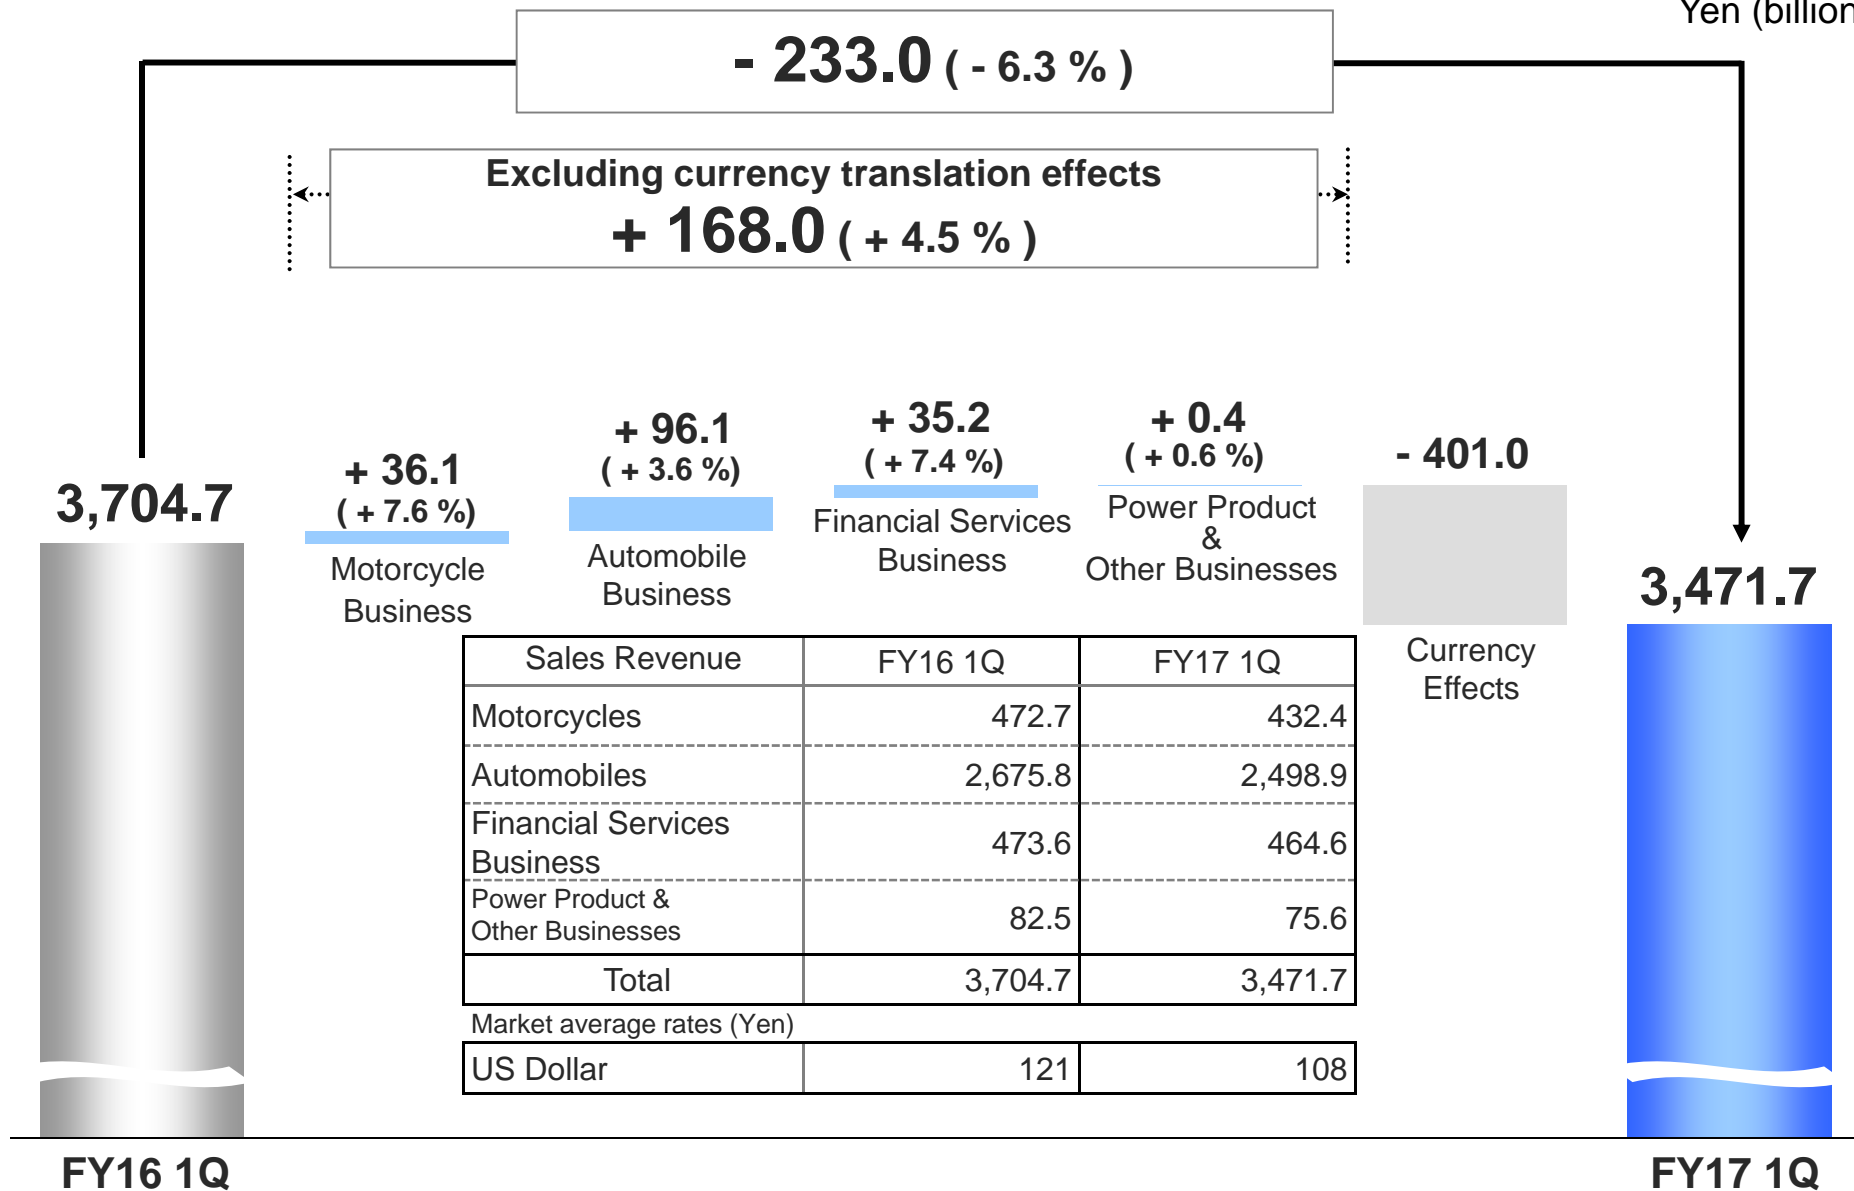 Yen (billion
- 233.0 ( - 6.3 % )
Excluding currency translation effects
+ 168.0 ( + 4.5 % )
3,704.7
+ 36.1
( + 7.6 %)
Motorcycle
Business
+ 96.1
( + 3.6 %)
Automobile
Business
+ 35.2
( + 7.4 %)
Financial Services
Business
+ 0.4
( + 0.6 %)
Power Product
&
Other Businesses
- 401.0
Currency
Effects
3,471.7
Sales Revenue FY16 1Q FY17 1Q
Motorcycles 472.7 432.4
Automobiles 2,675.8 2,498.9
Financial Services
Business 473.6 464.6
Power Product &
Other Businesses 82.5 75.6
Total 3,704.7 3,471.7
Market average rates (Yen)
US Dollar 121 108
FY16 1Q
FY17 1Q